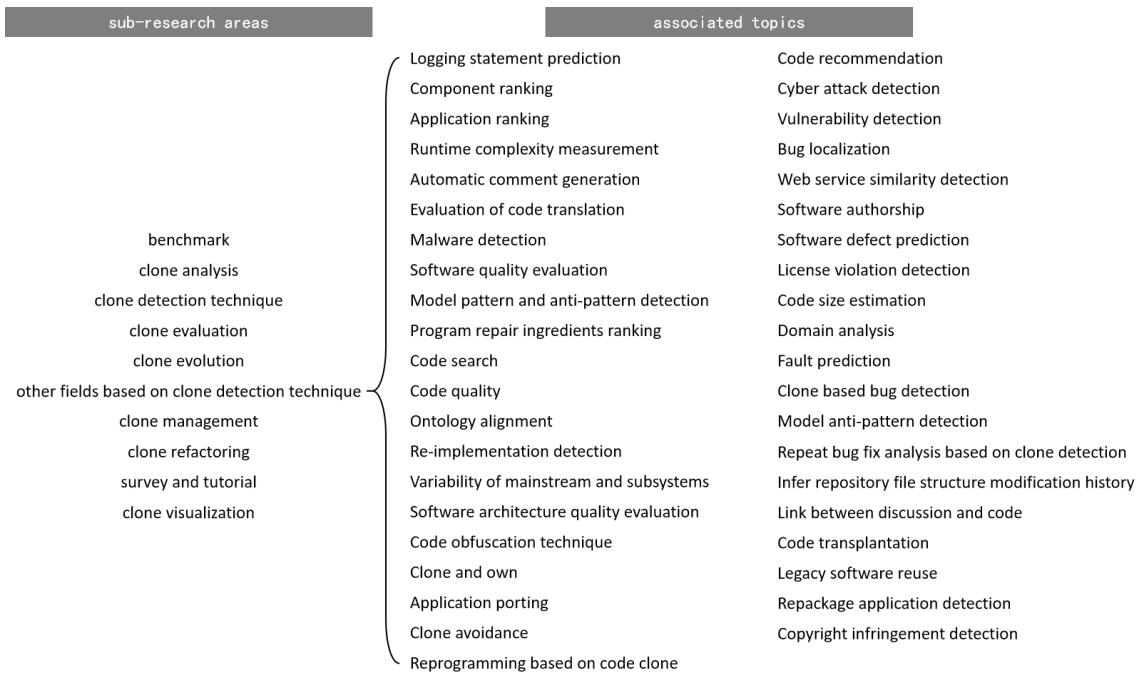 sub-research areas
associated topics
benchmark
clone analysis
clone detection technique
clone evaluation
clone evolution
other fields based on clone detection technique
clone management
clone refactoring
survey and tutorial
clone visualization
Logging statement prediction
Component ranking
Application ranking
Runtime complexity measurement
Automatic comment generation
Evaluation of code translation
Malware detection
Software quality evaluation
Model pattern and anti-pattern detection
Program repair ingredients ranking
Code search
Code quality
Ontology alignment
Re-implementation detection
Variability of mainstream and subsystems
Software architecture quality evaluation
Code obfuscation technique
Clone and own
Application porting
Clone avoidance
Reprogramming based on code clone
Code recommendation
Cyber attack detection
Vulnerability detection
Bug localization
Web service similarity detection
Software authorship
Software defect prediction
License violation detection
Code size estimation
Domain analysis
Fault prediction
Clone based bug detection
Model anti-pattern detection
Repeat bug fix analysis based on clone detection
Infer repository file structure modification history
Link between discussion and code
Code transplantation
Legacy software reuse
Repackage application detection
Copyright infringement detection